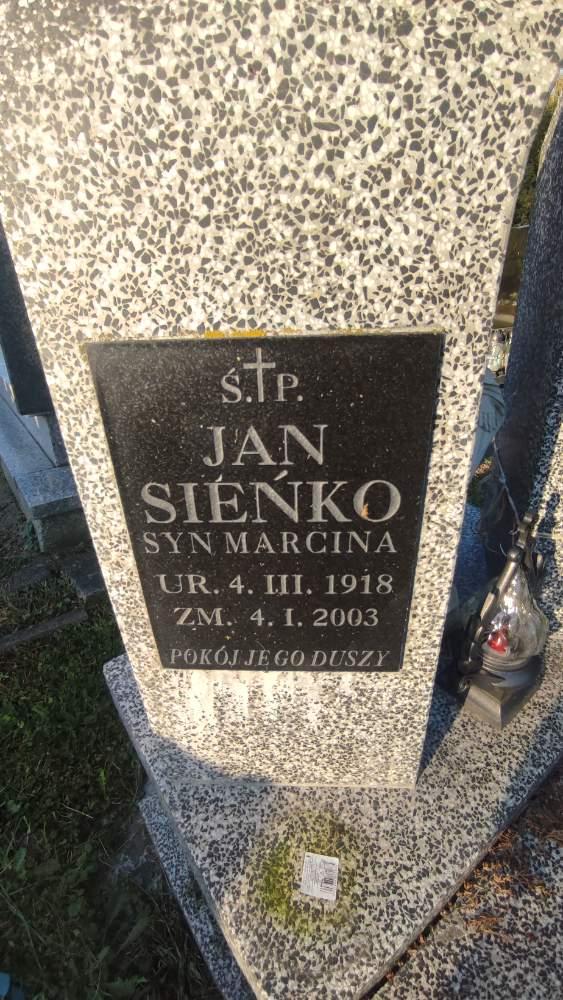 Ś.†P.
JAN
SIEŃKO
SYN MARCINA
UR. 4. III. 1918
ZM. 4. I. 2003
POKÓJ JEGO DUSZY